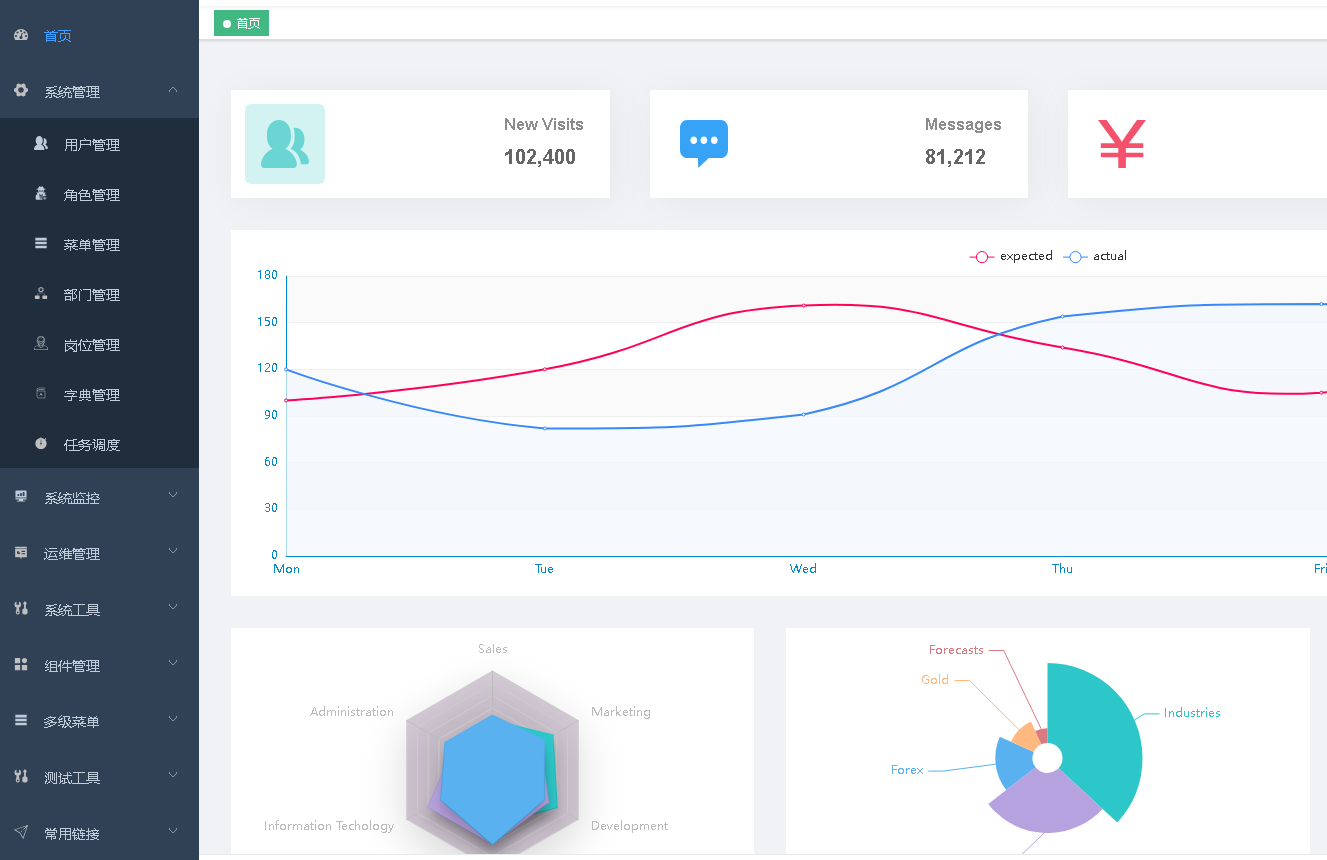 首页
系统管理
用户管理
角色管理
菜单管理
部门管理
岗位管理
字典管理
任务调度
系统监控
运维管理
系统工具
组件管理
多级菜单
测试工具
常用链接
首页
New Visits
102,400
Messages
81,212
¥
expected actual
180
150
120
90
60
30
0
Mon Tue Wed Thu Fri
Sales
Marketing
Development
Information Techology
Administration
Forecasts
Gold
Industries
Forex